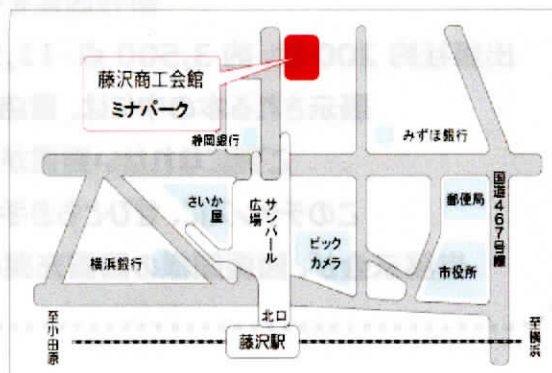 藤沢商工会館
ミナパーク
静岡銀行
みずほ銀行
さいか
屋
サンパール
広場
ビック
カメラ
郵便局
市役所
国道467号線
横浜銀行
至小田原
北口
藤沢駅
至横浜